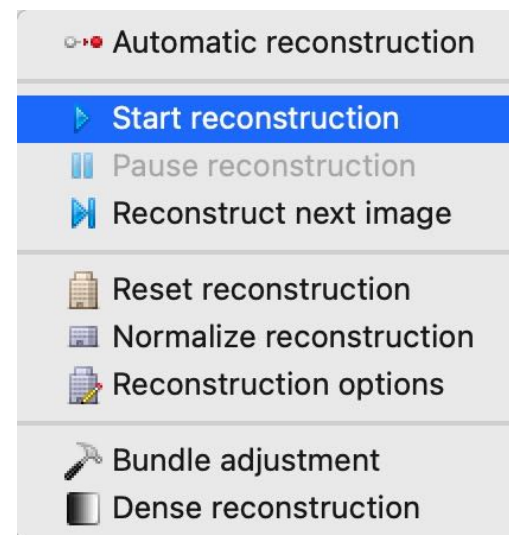 Automatic reconstruction
Start reconstruction
Pause reconstruction
Reconstruct next image
Reset reconstruction
Normalize reconstruction
Reconstruction options
Bundle adjustment
Dense reconstruction